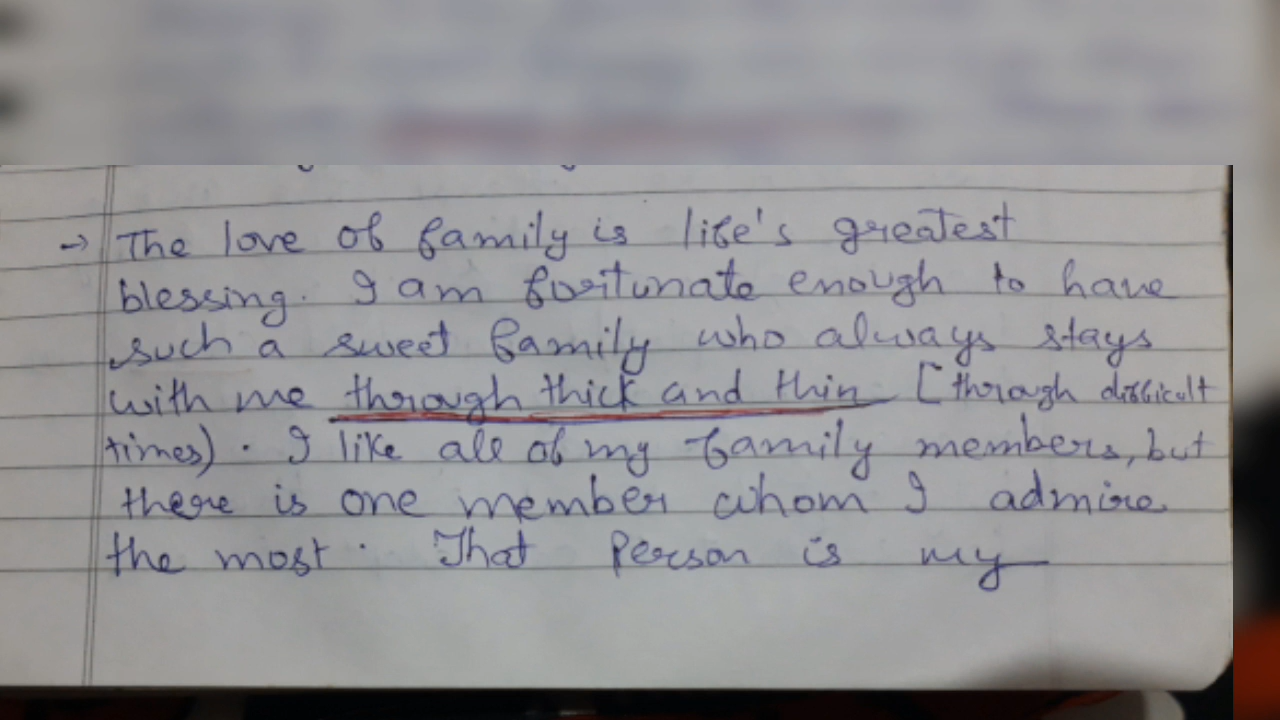 → The love of family is life's greatest
blessing. I am fortunate enough to have
such a sweet family who always stays
with me through thick and thin [through difficult
times). I like all of my family members, but
there is one member whom I admire
the most. That Person is my